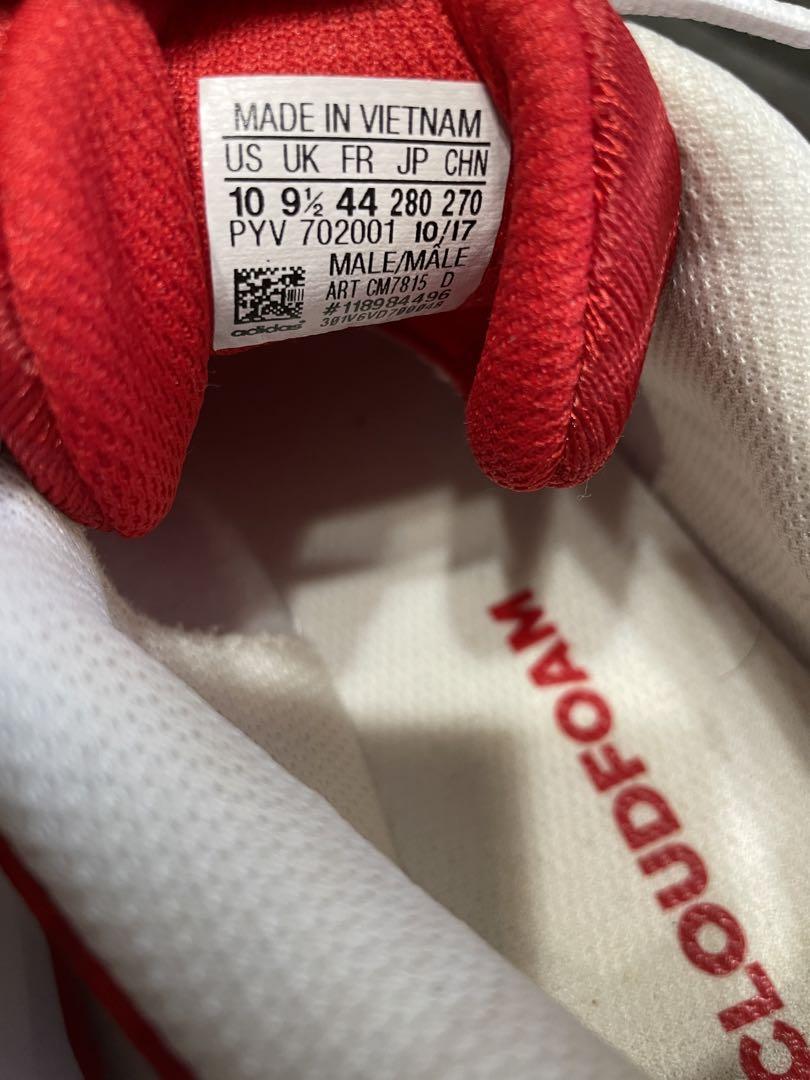 MADE IN VIETNAM
US UK FR JP CHN
10 9½ 44 280 270
PYV 702001 10/17
MALE/MÂLE
ART CM7815 D
#118984496
adidas
CLOUDFOAM